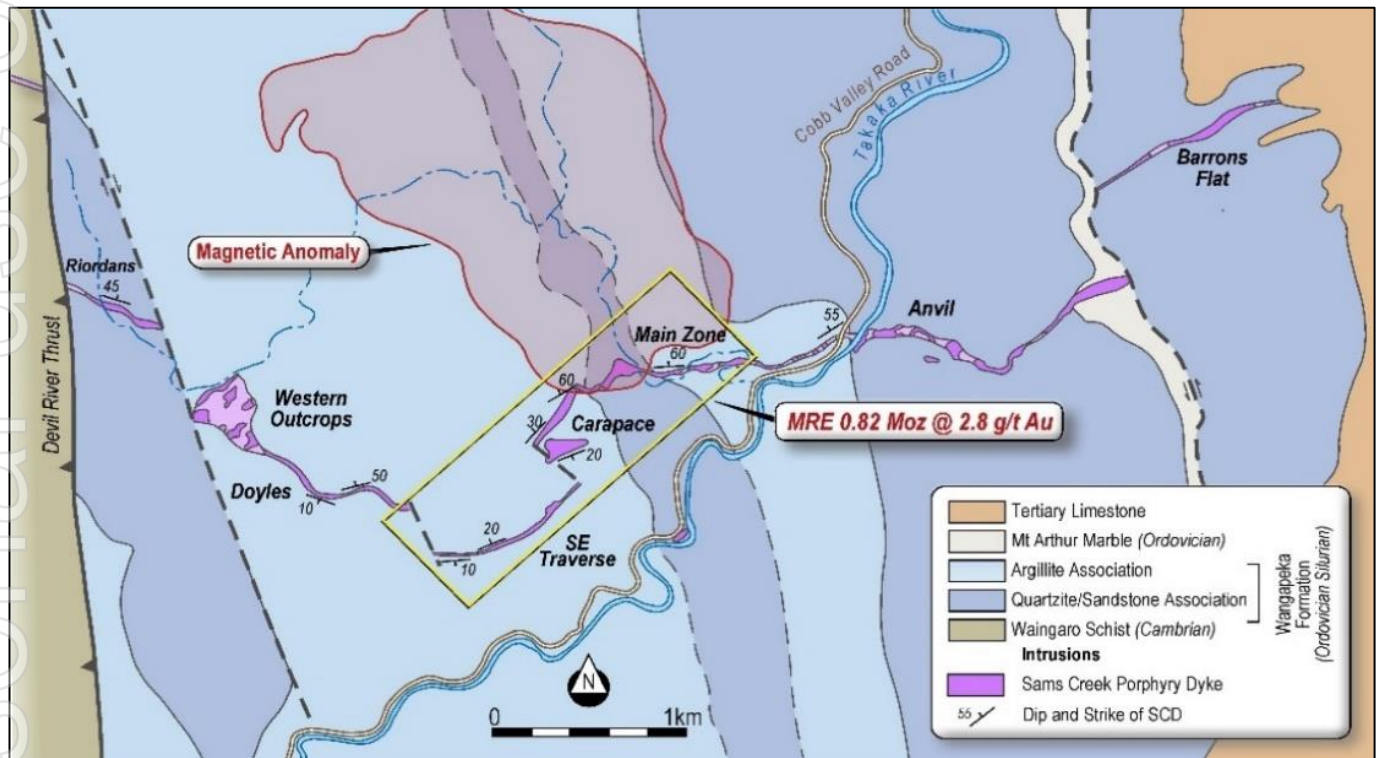 Cobb Valley Road
Takaka River
Barrons
Flat
Magnetic Anomaly
Riordans
45
Devil River Thrust
Main Zone
60
55
Anvil
60
Western
Outcrops
30
Carapace
20
MRE 0.82 Moz @ 2.8 g/t Au
Doyles
50
10
20
10
SE
Traverse
N
0
1km
Tertiary Limestone
Mt Arthur Marble (Ordovician)
Argillite Association
Quartzite/Sandstone Association
Waingaro Schist (Cambrian)
Wangapeka
Formation
(Ordovician Silurian)
Intrusions
Sams Creek Porphyry Dyke
55 Dip and Strike of SCD